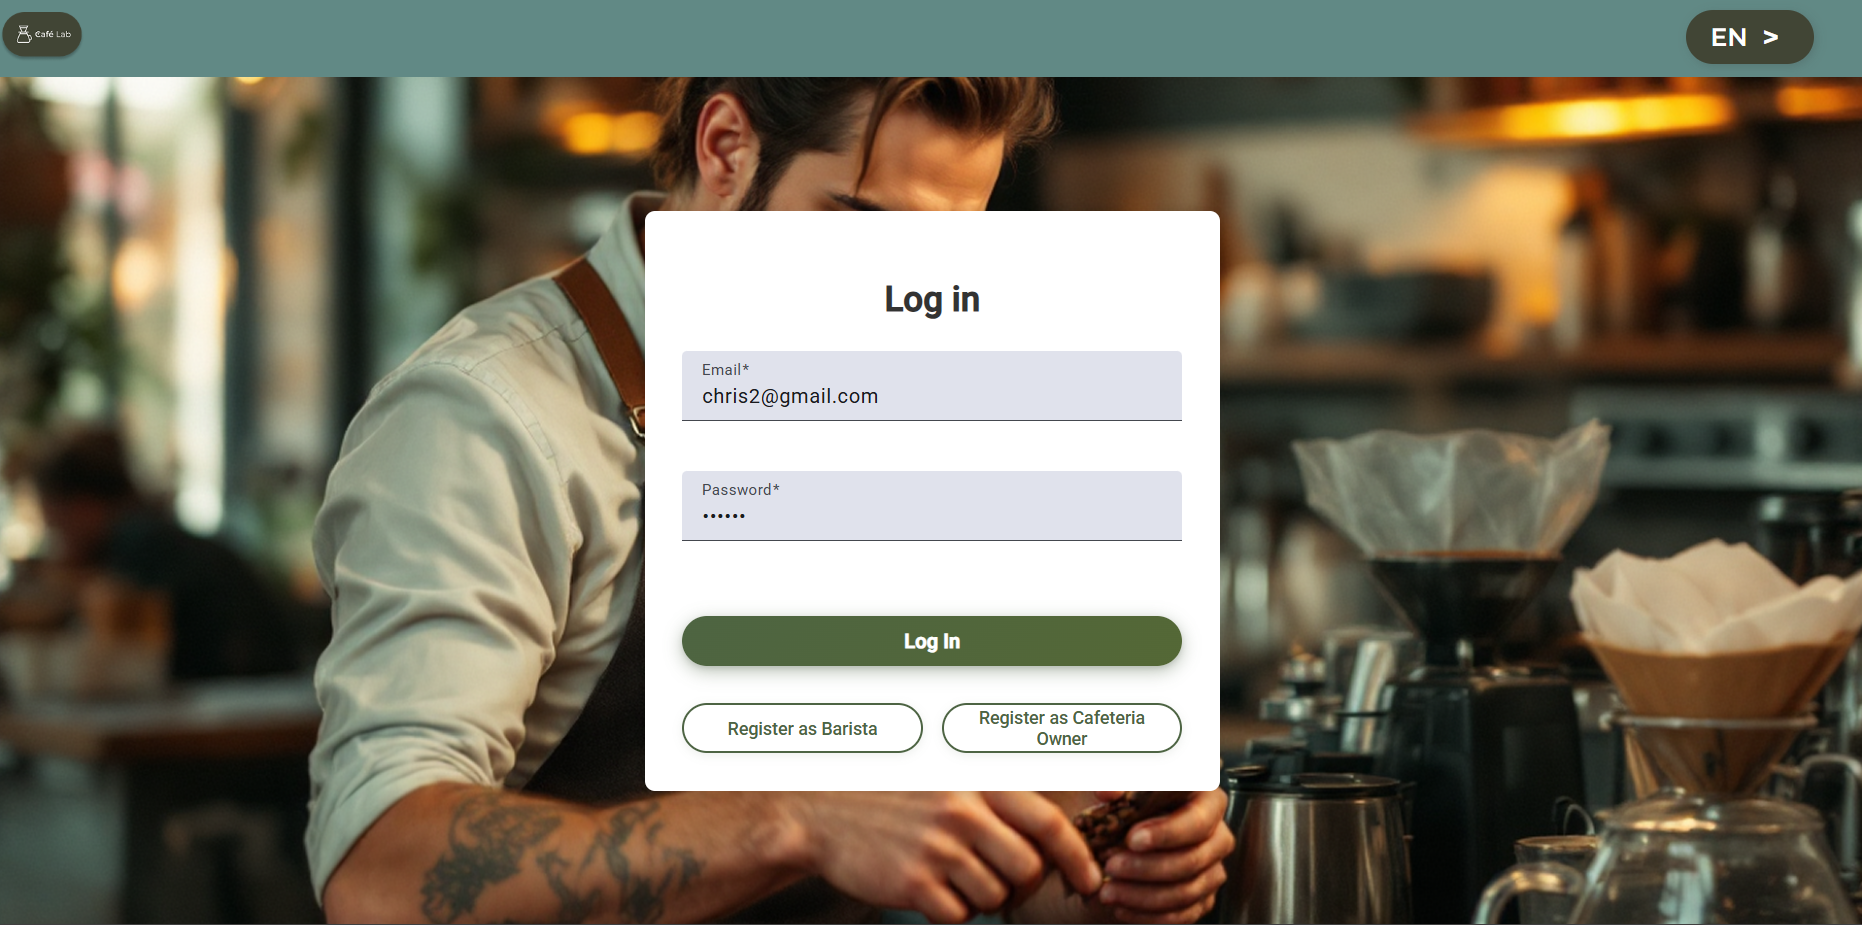 Café Lab
EN >
Log in
Email*
chris2@gmail.com
Password*
••••••
Log In
Register as Barista
Register as Cafeteria
Owner